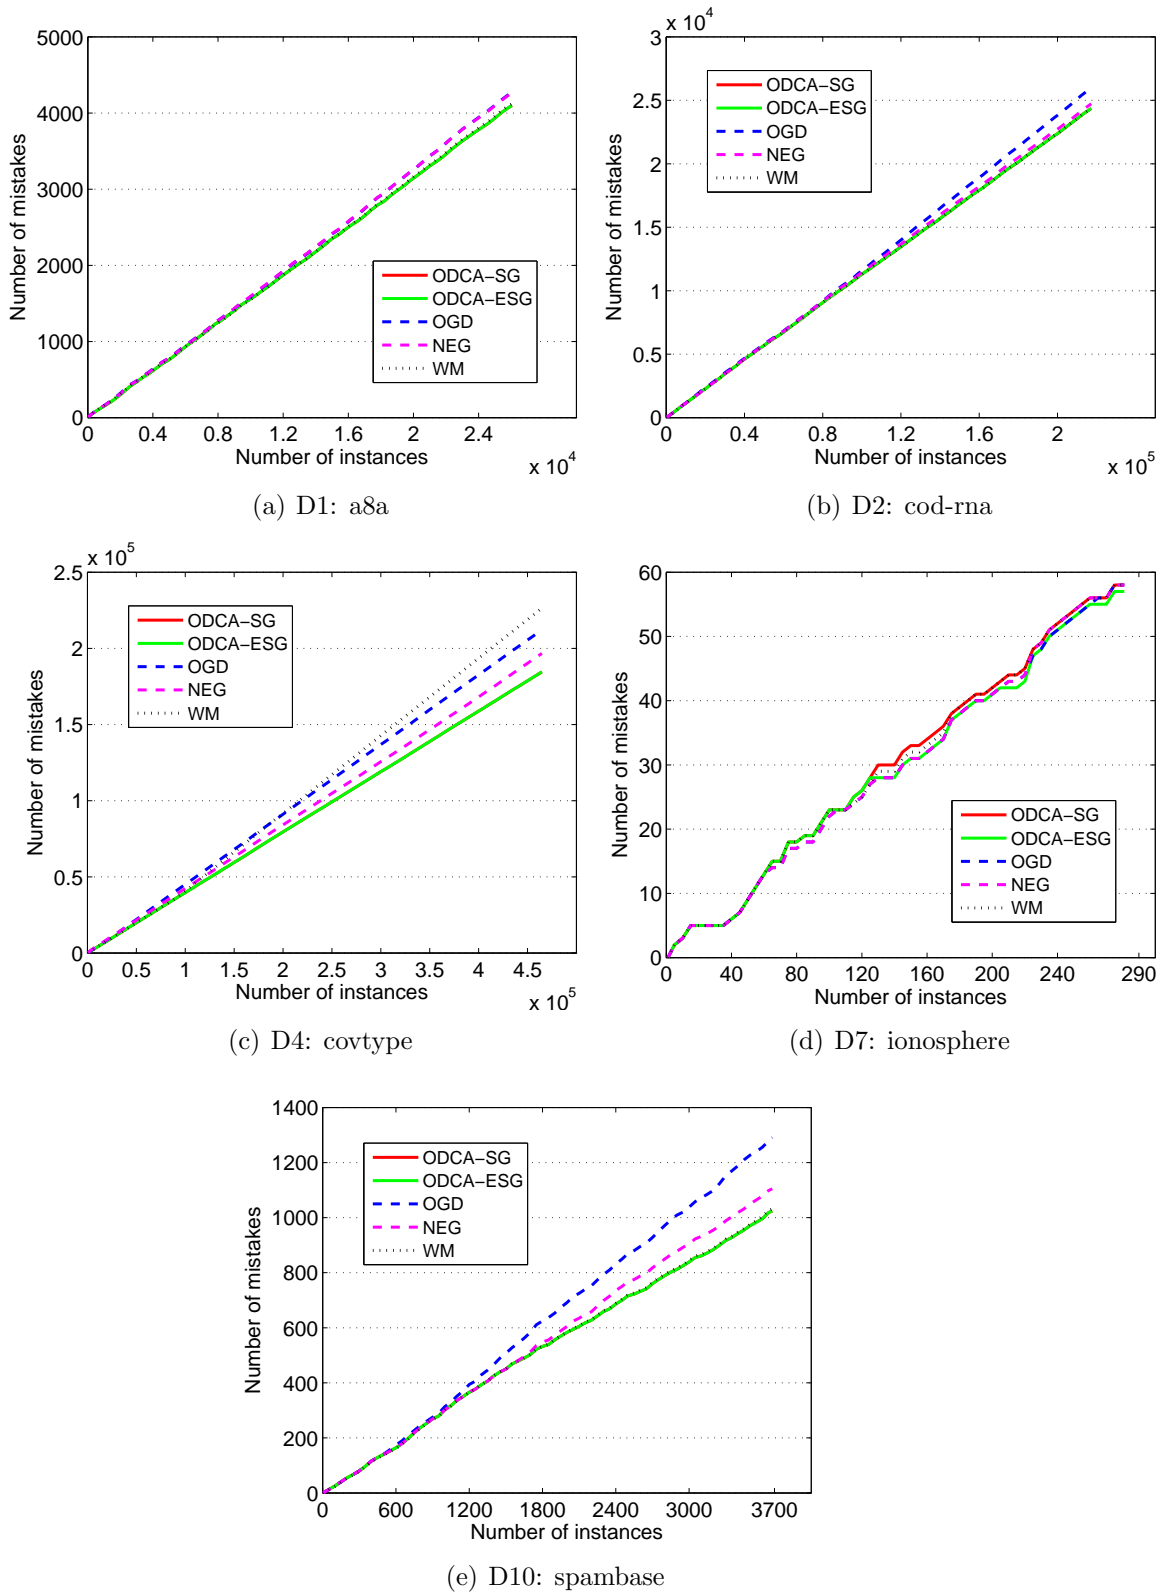 5000
4000
3000
2000
1000
0
Number of mistakes
0 0.4 0.8 1.2 1.6 2 2.4
Number of instances
x 10^4
ODCA−SG
ODCA−ESG
OGD
NEG
WM
(a) D1: a8a
x 10^4
3
2.5
2
1.5
1
0.5
0
Number of mistakes
ODCA−SG
ODCA−ESG
OGD
NEG
WM
0 0.4 0.8 1.2 1.6 2
Number of instances
x 10^5
(b) D2: cod-rna
x 10^5
2.5
2
1.5
1
0.5
0
Number of mistakes
ODCA−SG
ODCA−ESG
OGD
NEG
WM
0 0.5 1 1.5 2 2.5 3 3.5 4 4.5
Number of instances
x 10^5
(c) D4: covtype
60
50
40
30
20
10
0
Number of mistakes
ODCA−SG
ODCA−ESG
OGD
NEG
WM
0 40 80 120 160 200 240 290
Number of instances
(d) D7: ionosphere
1400
1200
1000
800
600
400
200
0
Number of mistakes
ODCA−SG
ODCA−ESG
OGD
NEG
WM
0 600 1200 1800 2400 3000 3700
Number of instances
(e) D10: spambase